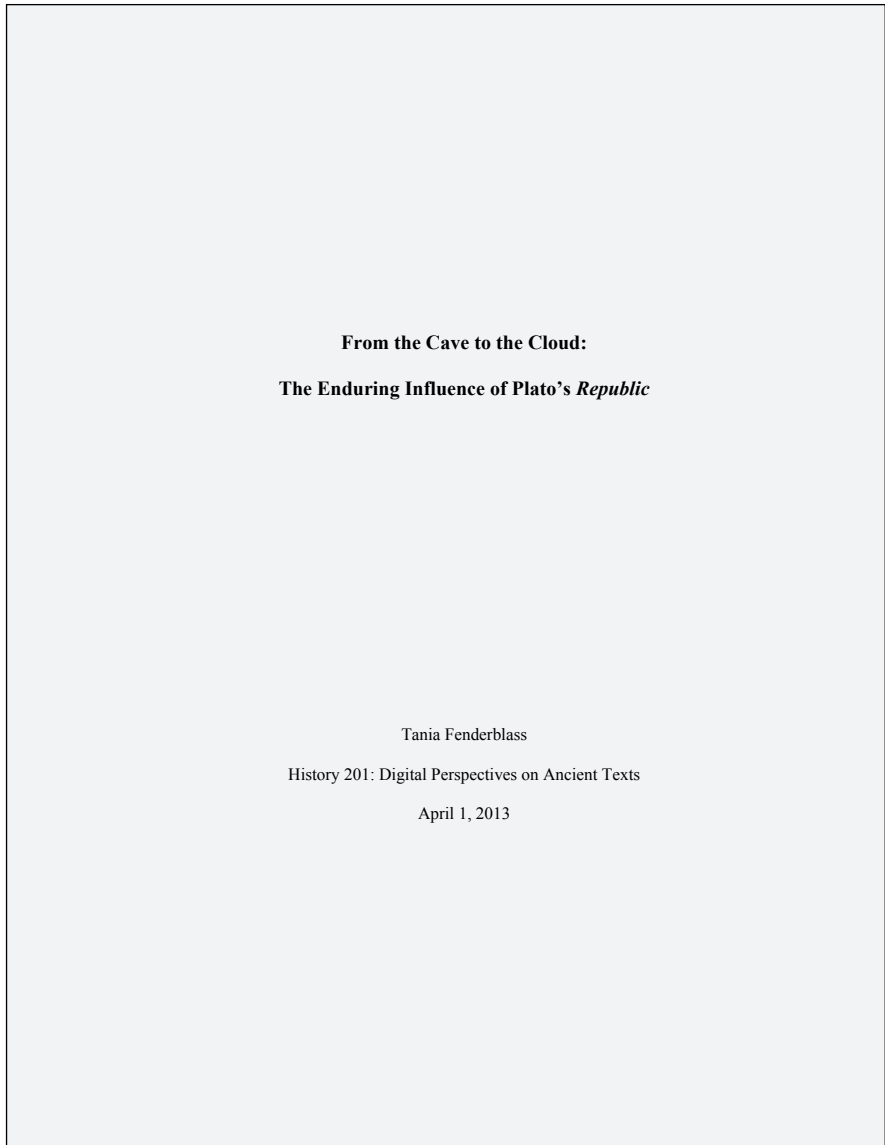 From the Cave to the Cloud:
The Enduring Influence of Plato’s Republic
Tania Fenderblass
History 201: Digital Perspectives on Ancient Texts
April 1, 2013